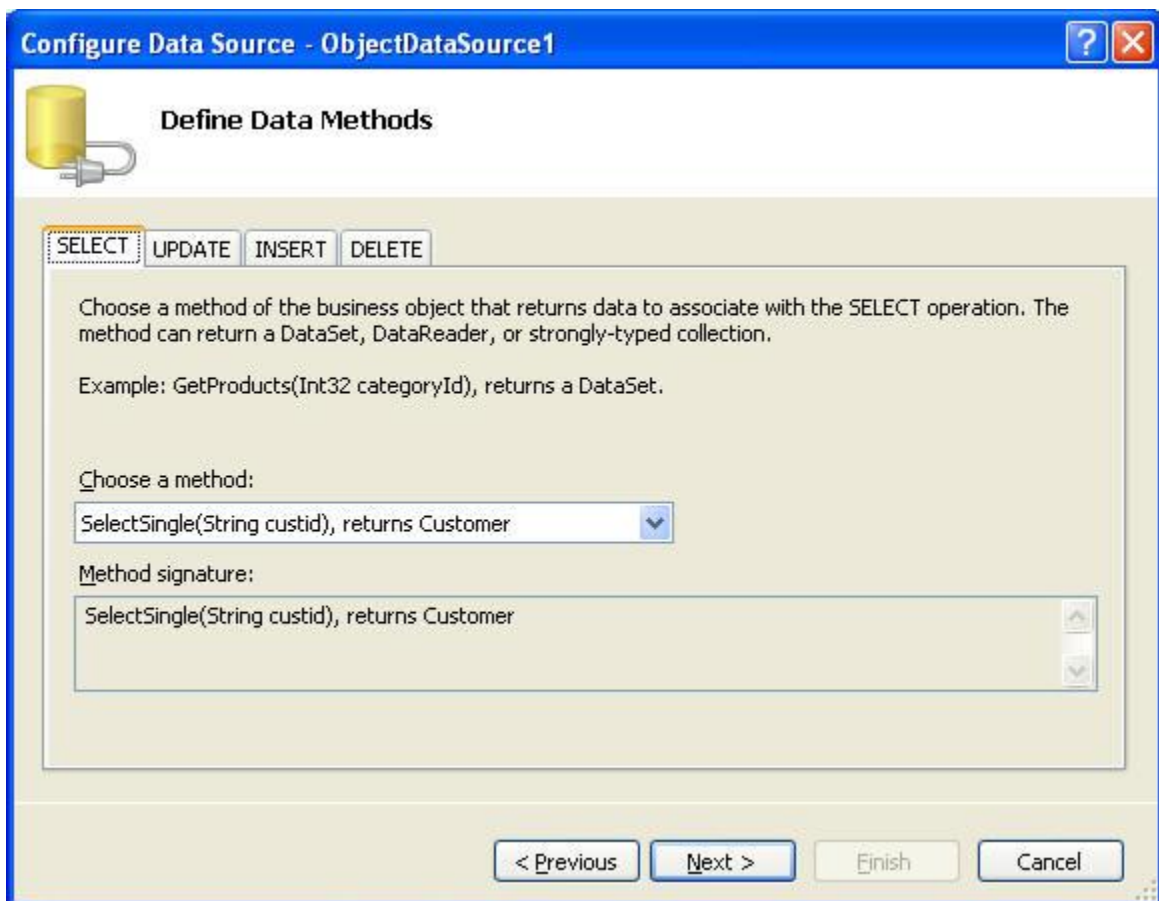 Configure Data Source - ObjectDataSource1
?
Define Data Methods
SELECT UPDATE INSERT DELETE
Choose a method of the business object that returns data to associate with the SELECT operation. The
method can return a DataSet, DataReader, or strongly-typed collection.
Example: GetProducts(Int32 categoryId), returns a DataSet.
Choose a method:
SelectSingle(String custid), returns Customer
Method signature:
SelectSingle(String custid), returns Customer
< Previous Next > Finish Cancel